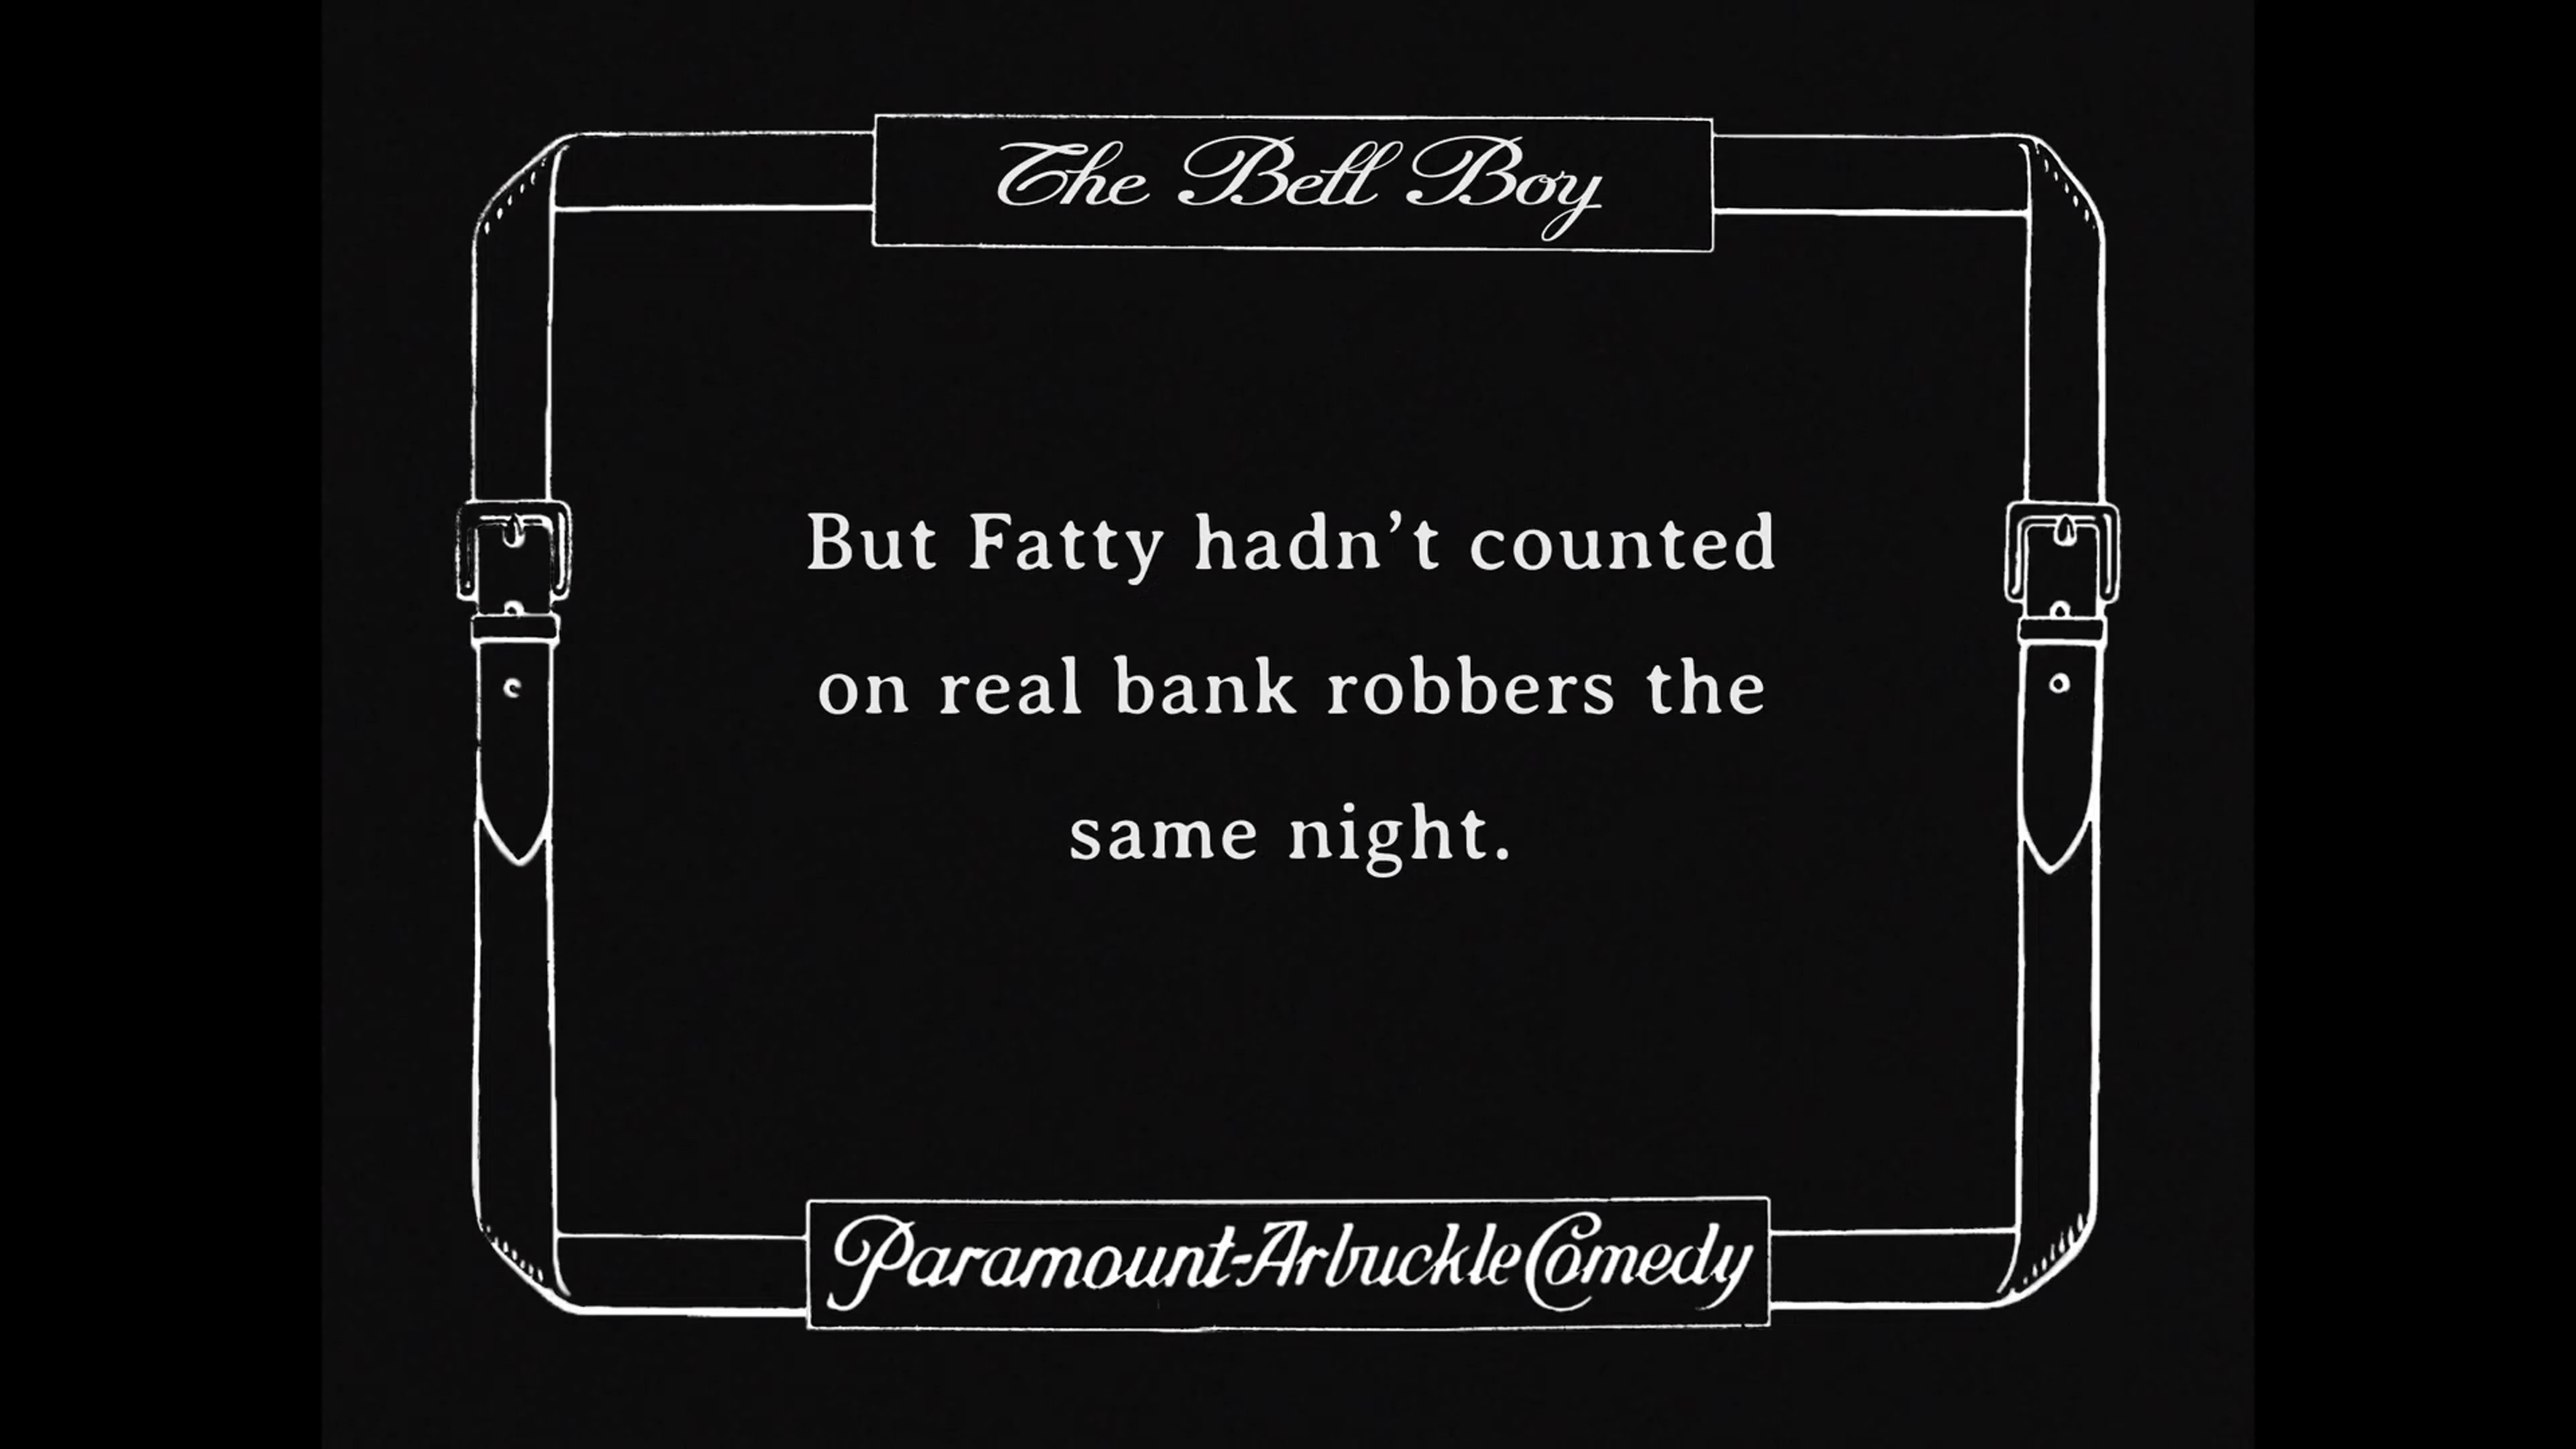 The Bell Boy
But Fatty hadn't counted
on real bank robbers the
same night.
Paramount-Arbuckle Comedy